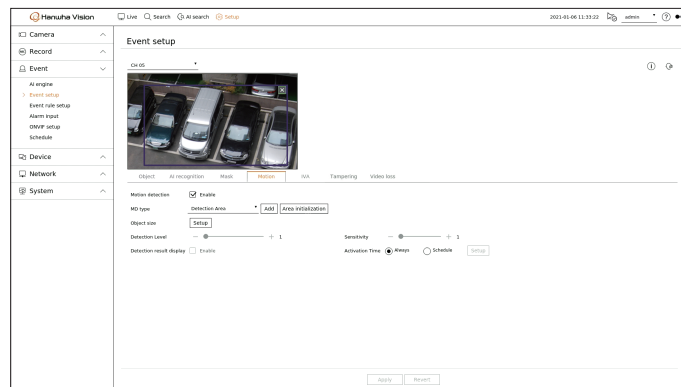 Hanwha Vision
Live Search AI search Setup
2021-01-06 11:33:22 admin
Camera
Record
Event
AI engine
Event setup
Event rule setup
Alarm input
ONVIF setup
Schedule
Device
Network
System
Event setup
CH 05
Object AI recognition Mask Motion IVA Tampering Video loss
Motion detection Enable
MD type Detection Area Add Area initialization
Object size Setup
Detection Level 1 Sensitivity 1
Detection result display Enable Activation Time Always Schedule Setup
Apply Revert